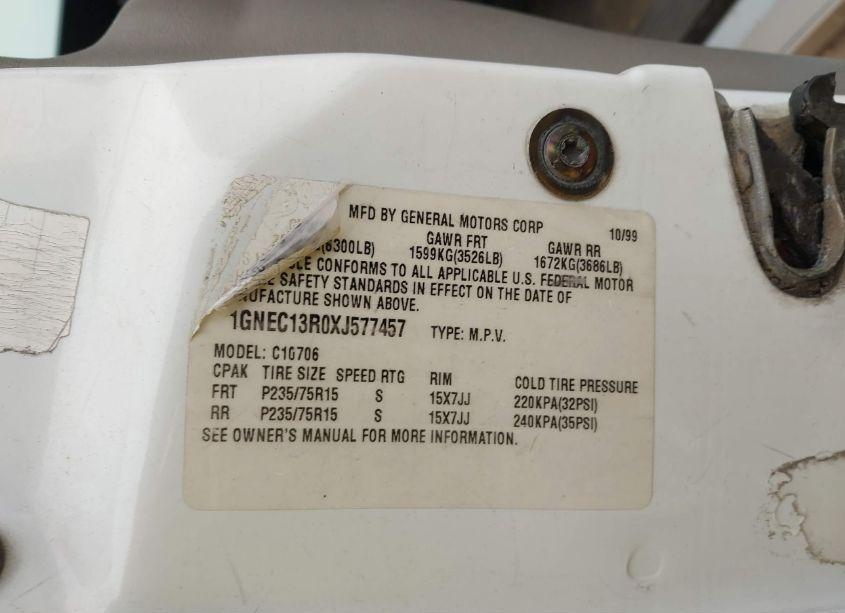 MFD BY GENERAL MOTORS CORP 10/99
GAWR FRT GAWR RR
(6300LB) 1599KG(3526LB) 1672KG(3686LB)
CONFORMS TO ALL APPLICABLE U.S. FEDERAL MOTOR
SAFETY STANDARDS IN EFFECT ON THE DATE OF
NUFACTURE SHOWN ABOVE.
1GNEC13R0XJ577457 TYPE: M.P.V.
MODEL: C10706
CPAK TIRE SIZE SPEED RTG RIM COLD TIRE PRESSURE
FRT P235/75R15 S 15X7JJ 220KPA(32PSI)
RR P235/75R15 S 15X7JJ 240KPA(35PSI)
SEE OWNER'S MANUAL FOR MORE INFORMATION.